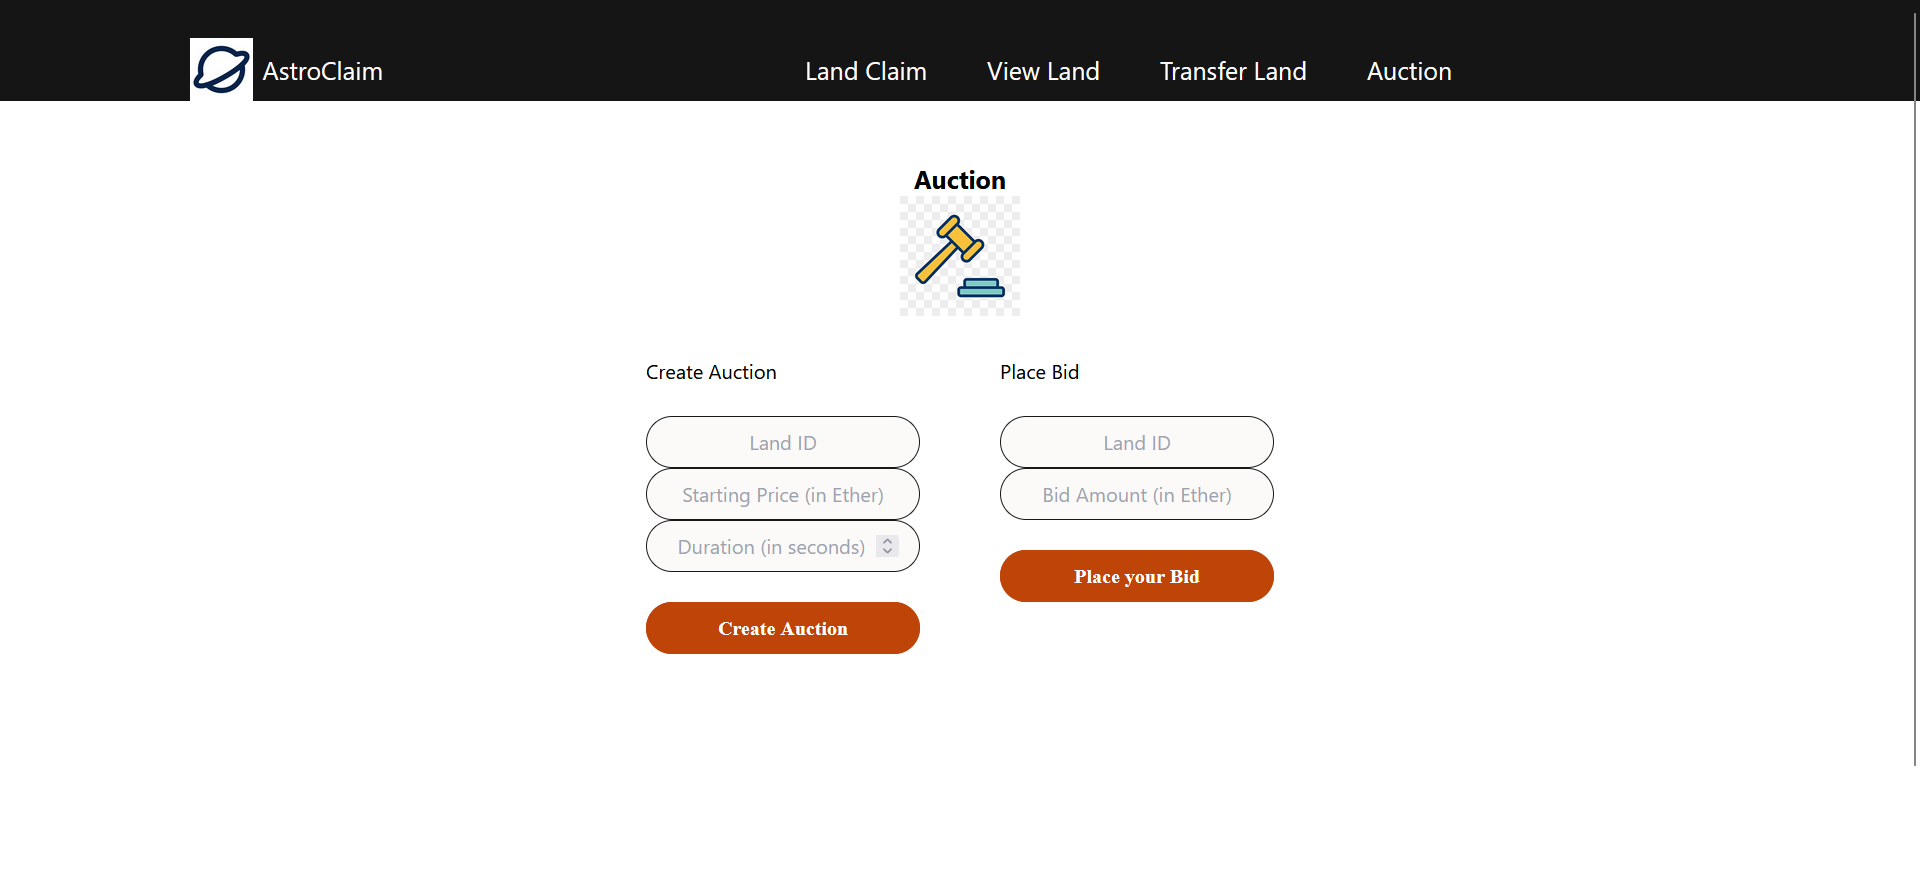 AstroClaim
Land Claim
View Land
Transfer Land
Auction
Auction
Create Auction
Land ID
Starting Price (in Ether)
Duration (in seconds)
Create Auction
Place Bid
Land ID
Bid Amount (in Ether)
Place your Bid